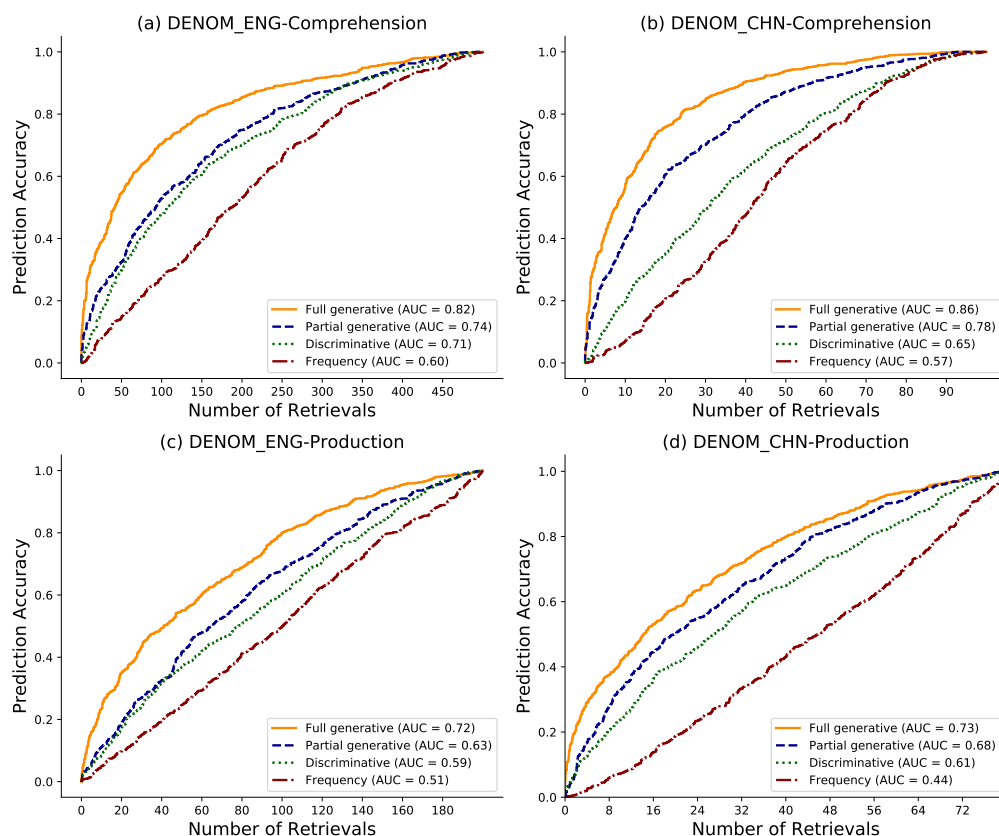 (a) DENOM_ENG-Comprehension
1.0
0.8
0.6
0.4
0.2
0.0
Prediction Accuracy
Full generative (AUC = 0.82)
Partial generative (AUC = 0.74)
Discriminative (AUC = 0.71)
Frequency (AUC = 0.60)
0 50 100 150 200 250 300 350 400 450
Number of Retrievals
(b) DENOM_CHN-Comprehension
1.0
0.8
0.6
0.4
0.2
0.0
Prediction Accuracy
Full generative (AUC = 0.86)
Partial generative (AUC = 0.78)
Discriminative (AUC = 0.65)
Frequency (AUC = 0.57)
0 10 20 30 40 50 60 70 80 90
Number of Retrievals
(c) DENOM_ENG-Production
1.0
0.8
0.6
0.4
0.2
0.0
Prediction Accuracy
Full generative (AUC = 0.72)
Partial generative (AUC = 0.63)
Discriminative (AUC = 0.59)
Frequency (AUC = 0.51)
0 20 40 60 80 100 120 140 160 180
Number of Retrievals
(d) DENOM_CHN-Production
1.0
0.8
0.6
0.4
0.2
0.0
Prediction Accuracy
Full generative (AUC = 0.73)
Partial generative (AUC = 0.68)
Discriminative (AUC = 0.61)
Frequency (AUC = 0.44)
0 8 16 24 32 40 48 56 64 72
Number of Retrievals